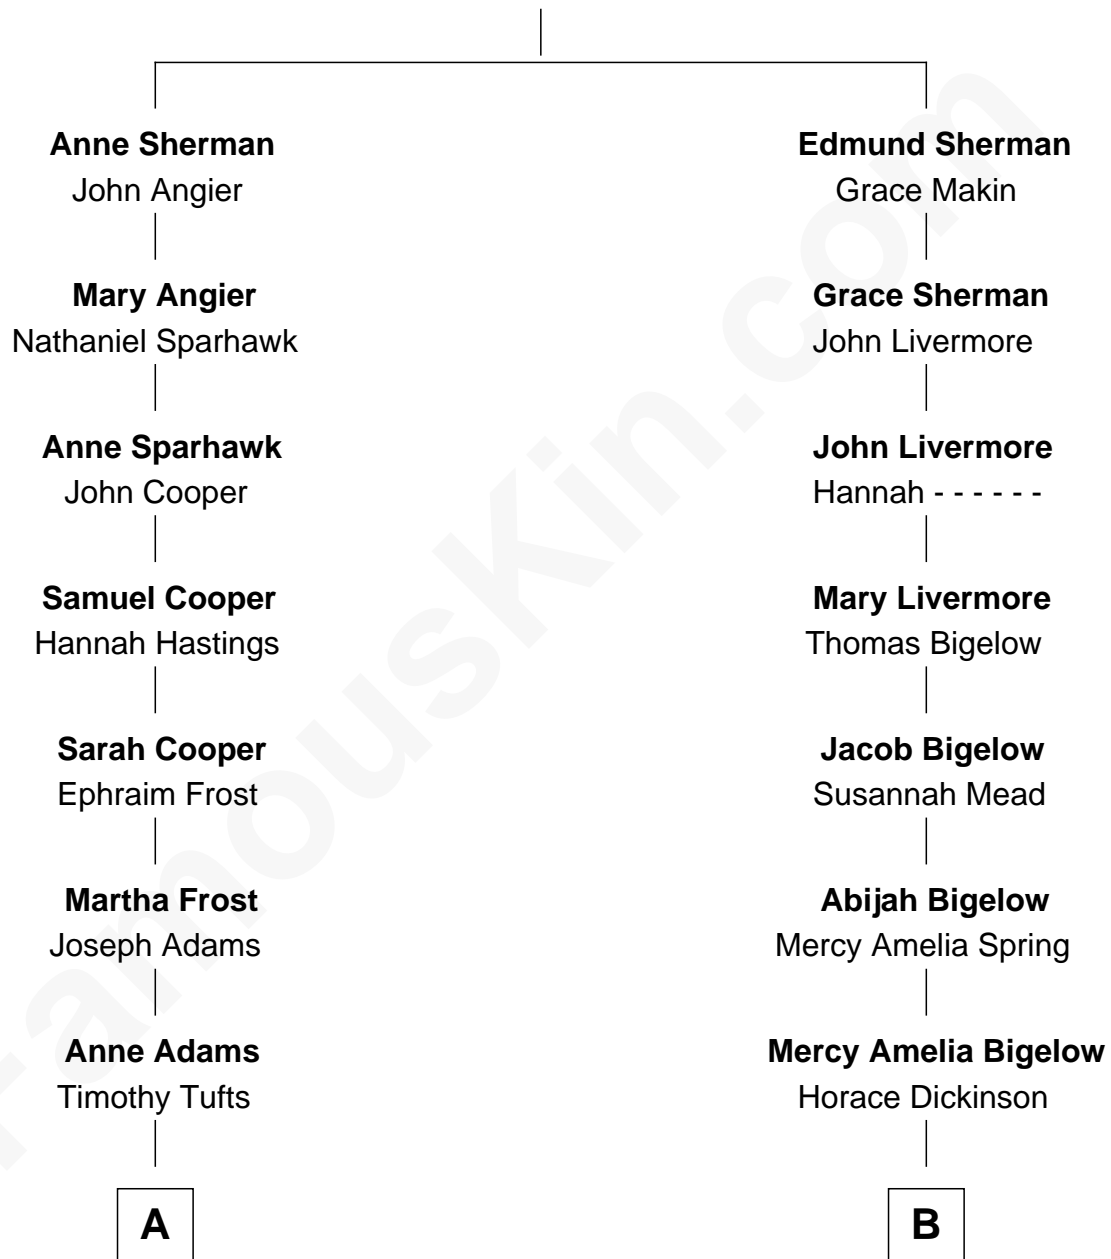 Anne Sherman
John Angier
Mary Angier
Nathaniel Sparhawk
Anne Sparhawk
John Cooper
Samuel Cooper
Hannah Hastings
Sarah Cooper
Ephraim Frost
Martha Frost
Joseph Adams
Anne Adams
Timothy Tufts
A
Edmund Sherman
Grace Makin
Grace Sherman
John Livermore
John Livermore
Hannah - - - - - -
Mary Livermore
Thomas Bigelow
Jacob Bigelow
Susannah Mead
Abijah Bigelow
Mercy Amelia Spring
Mercy Amelia Bigelow
Horace Dickinson
B
FamousKin.com